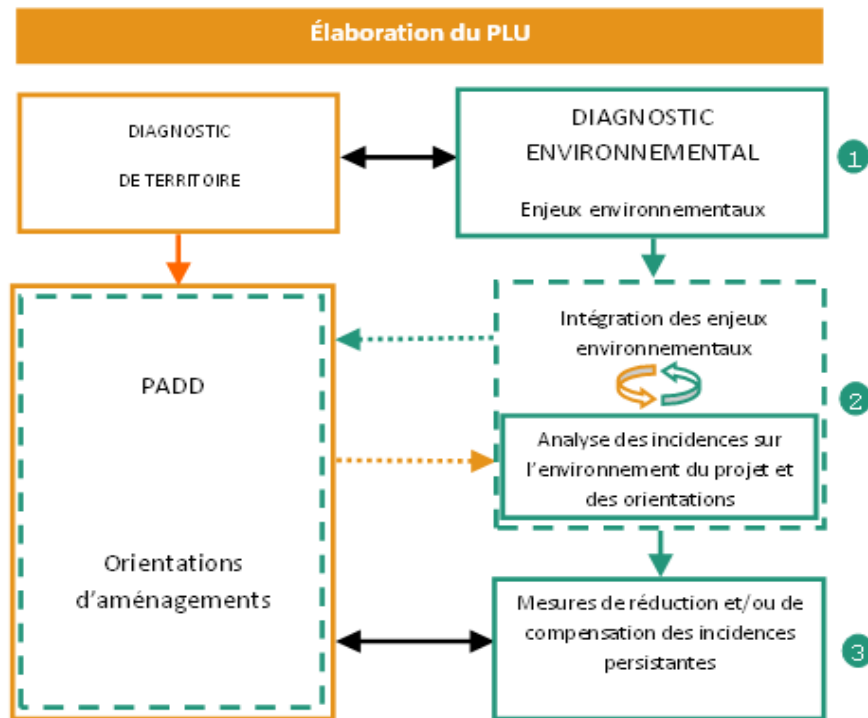 Élaboration du PLU
DIAGNOSTIC
DE TERRITOIRE
DIAGNOSTIC
ENVIRONNEMENTAL
Enjeux environnementaux
1
PADD
Orientations
d’aménagements
Intégration des enjeux
environnementaux
Analyse des incidences sur
l’environnement du projet et
des orientations
2
Mesures de réduction et/ou de
compensation des incidences
persistantes
3